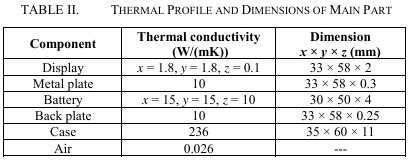 TABLE II. THERMAL PROFILE AND DIMENSIONS OF MAIN PART
Component Thermal conductivity (W/(mK)) Dimension x × y × z (mm)
Display x = 1.8, y = 1.8, z = 0.1 33 × 58 × 2
Metal plate 10 33 × 58 × 0.3
Battery x = 15, y = 15, z = 10 30 × 50 × 4
Back plate 10 33 × 58 × 0.25
Case 236 35 × 60 × 11
Air 0.026 ---